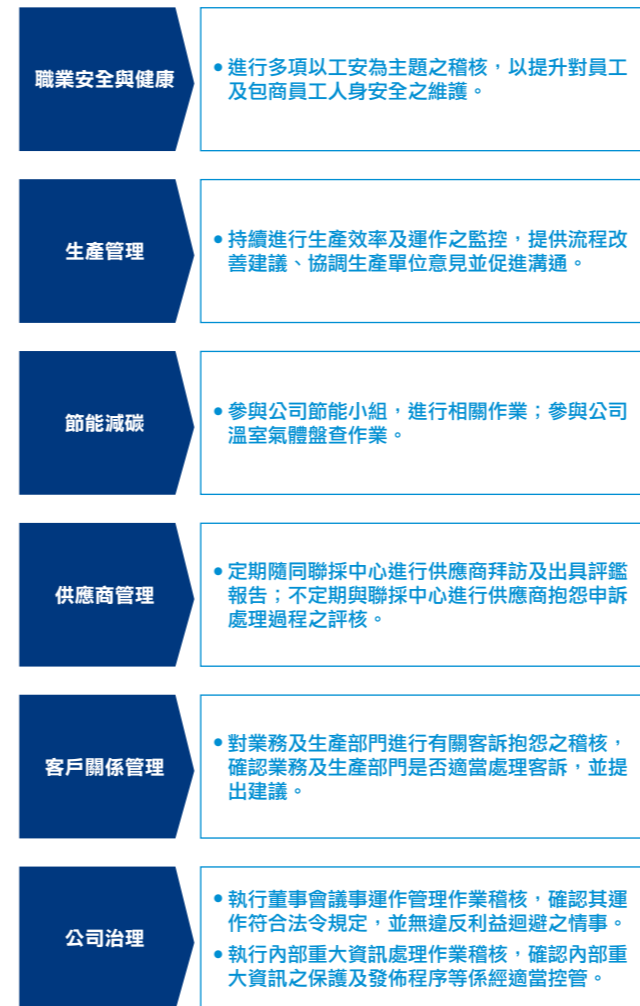 職業安全與健康
• 進行多項以工安為主題之稽核，以提升對員工
及包商員工人身安全之維護。
生產管理
• 持續進行生產效率及運作之監控，提供流程改
善建議、協調生產單位意見並促進溝通。
節能減碳
• 參與公司節能小組，進行相關作業；參與公司
溫室氣體盤查作業。
供應商管理
• 定期隨同聯採中心進行供應商拜訪及出具評鑑
報告；不定期與聯採中心進行供應商抱怨申訴
處理過程之評核。
客戶關係管理
• 對業務及生產部門進行有關客訴抱怨之稽核，
確認業務及生產部門是否適當處理客訴，並提
出建議。
公司治理
• 執行董事會議事運作管理作業稽核，確認其運
作符合法令規定，並無違反利益迴避之情事。
• 執行內部重大資訊處理作業稽核，確認內部重
大資訊之保護及發佈程序等係經適當控管。